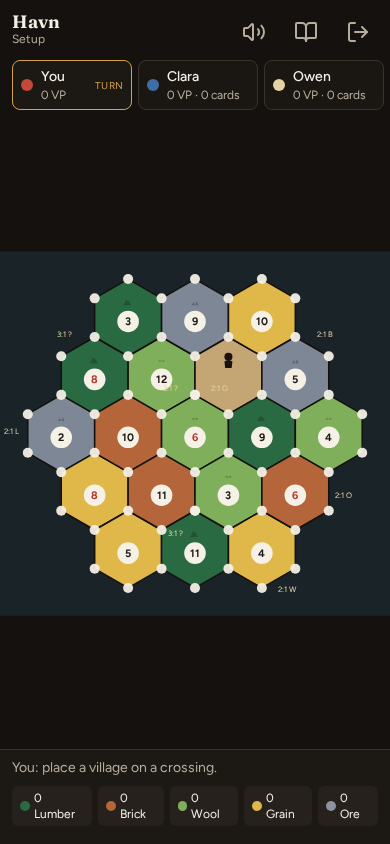 Havn
Setup
You
0 VP
TURN
Clara
0 VP · 0 cards
Owen
0 VP · 0 cards
3
9
10
3:1 ?
2:1 B
8
12
2:1 G
5
2:1 L
2
10
6
9
4
8
11
3
6
2:1 O
3:1 ?
5
11
4
2:1 W
You: place a village on a crossing.
0
Lumber
0
Brick
0
Wool
0
Grain
0
Ore